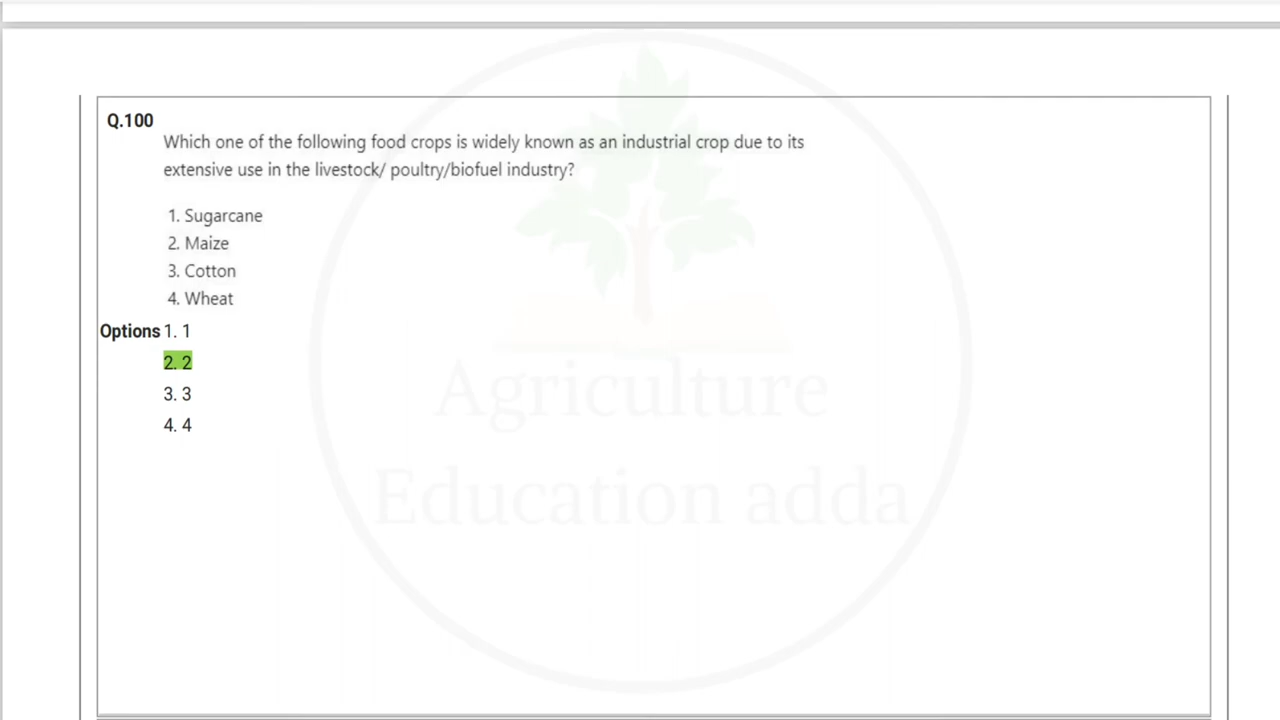 Q.100
Which one of the following food crops is widely known as an industrial crop due to its
extensive use in the livestock/ poultry/biofuel industry?
1. Sugarcane
2. Maize
3. Cotton
4. Wheat
Options 1. 1
2. 2
3. 3
4. 4
Agriculture
Education adda